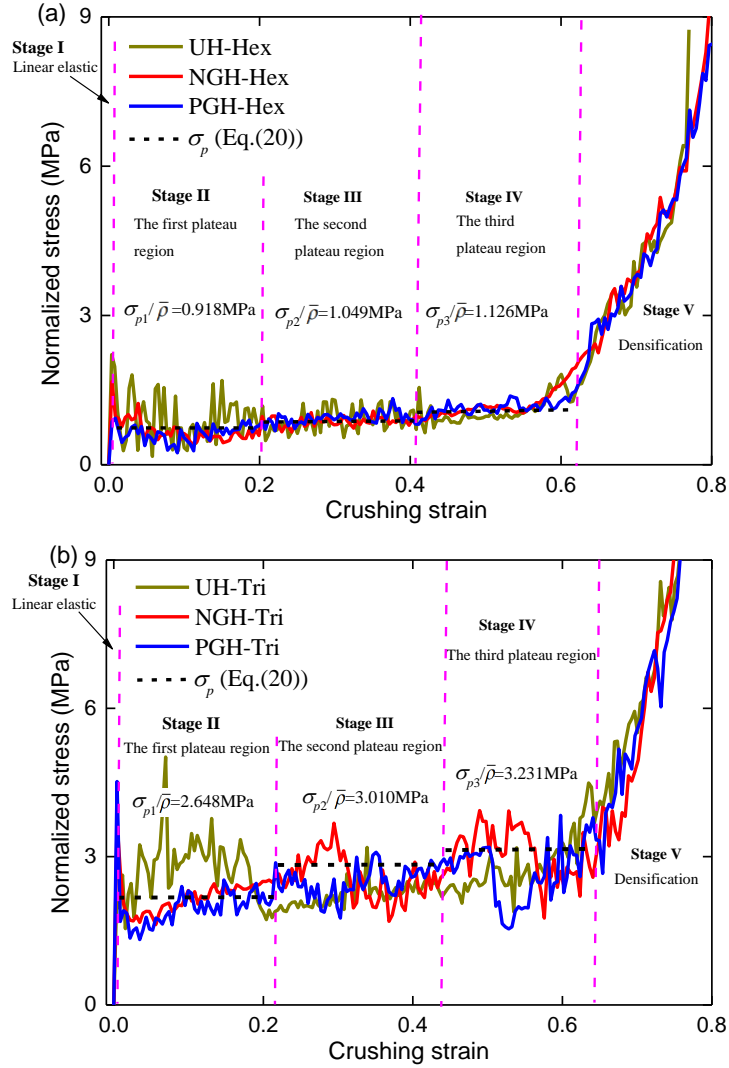 (a)
9
Stage I
Linear elastic
UH-Hex
NGH-Hex
PGH-Hex
σp (Eq.(20))
6
Stage II
The first plateau
region
Stage III
The second
plateau region
Stage IV
The third
plateau region
3
σp1/ρ̄=0.918MPa
σp2/ρ̄=1.049MPa
σp3/ρ̄=1.126MPa
Stage V
Densification
0
Normalized stress (MPa)
0.0 0.2 0.4 0.6 0.8
Crushing strain
(b)
9
Stage I
Linear elastic
UH-Tri
NGH-Tri
PGH-Tri
σp (Eq.(20))
6
Stage II
The first plateau region
Stage III
The second plateau region
Stage IV
The third plateau region
σp1/ρ̄=2.648MPa
σp2/ρ̄=3.010MPa
σp3/ρ̄=3.231MPa
3
Stage V
Densification
0
Normalized stress (MPa)
0.0 0.2 0.4 0.6 0.8
Crushing strain